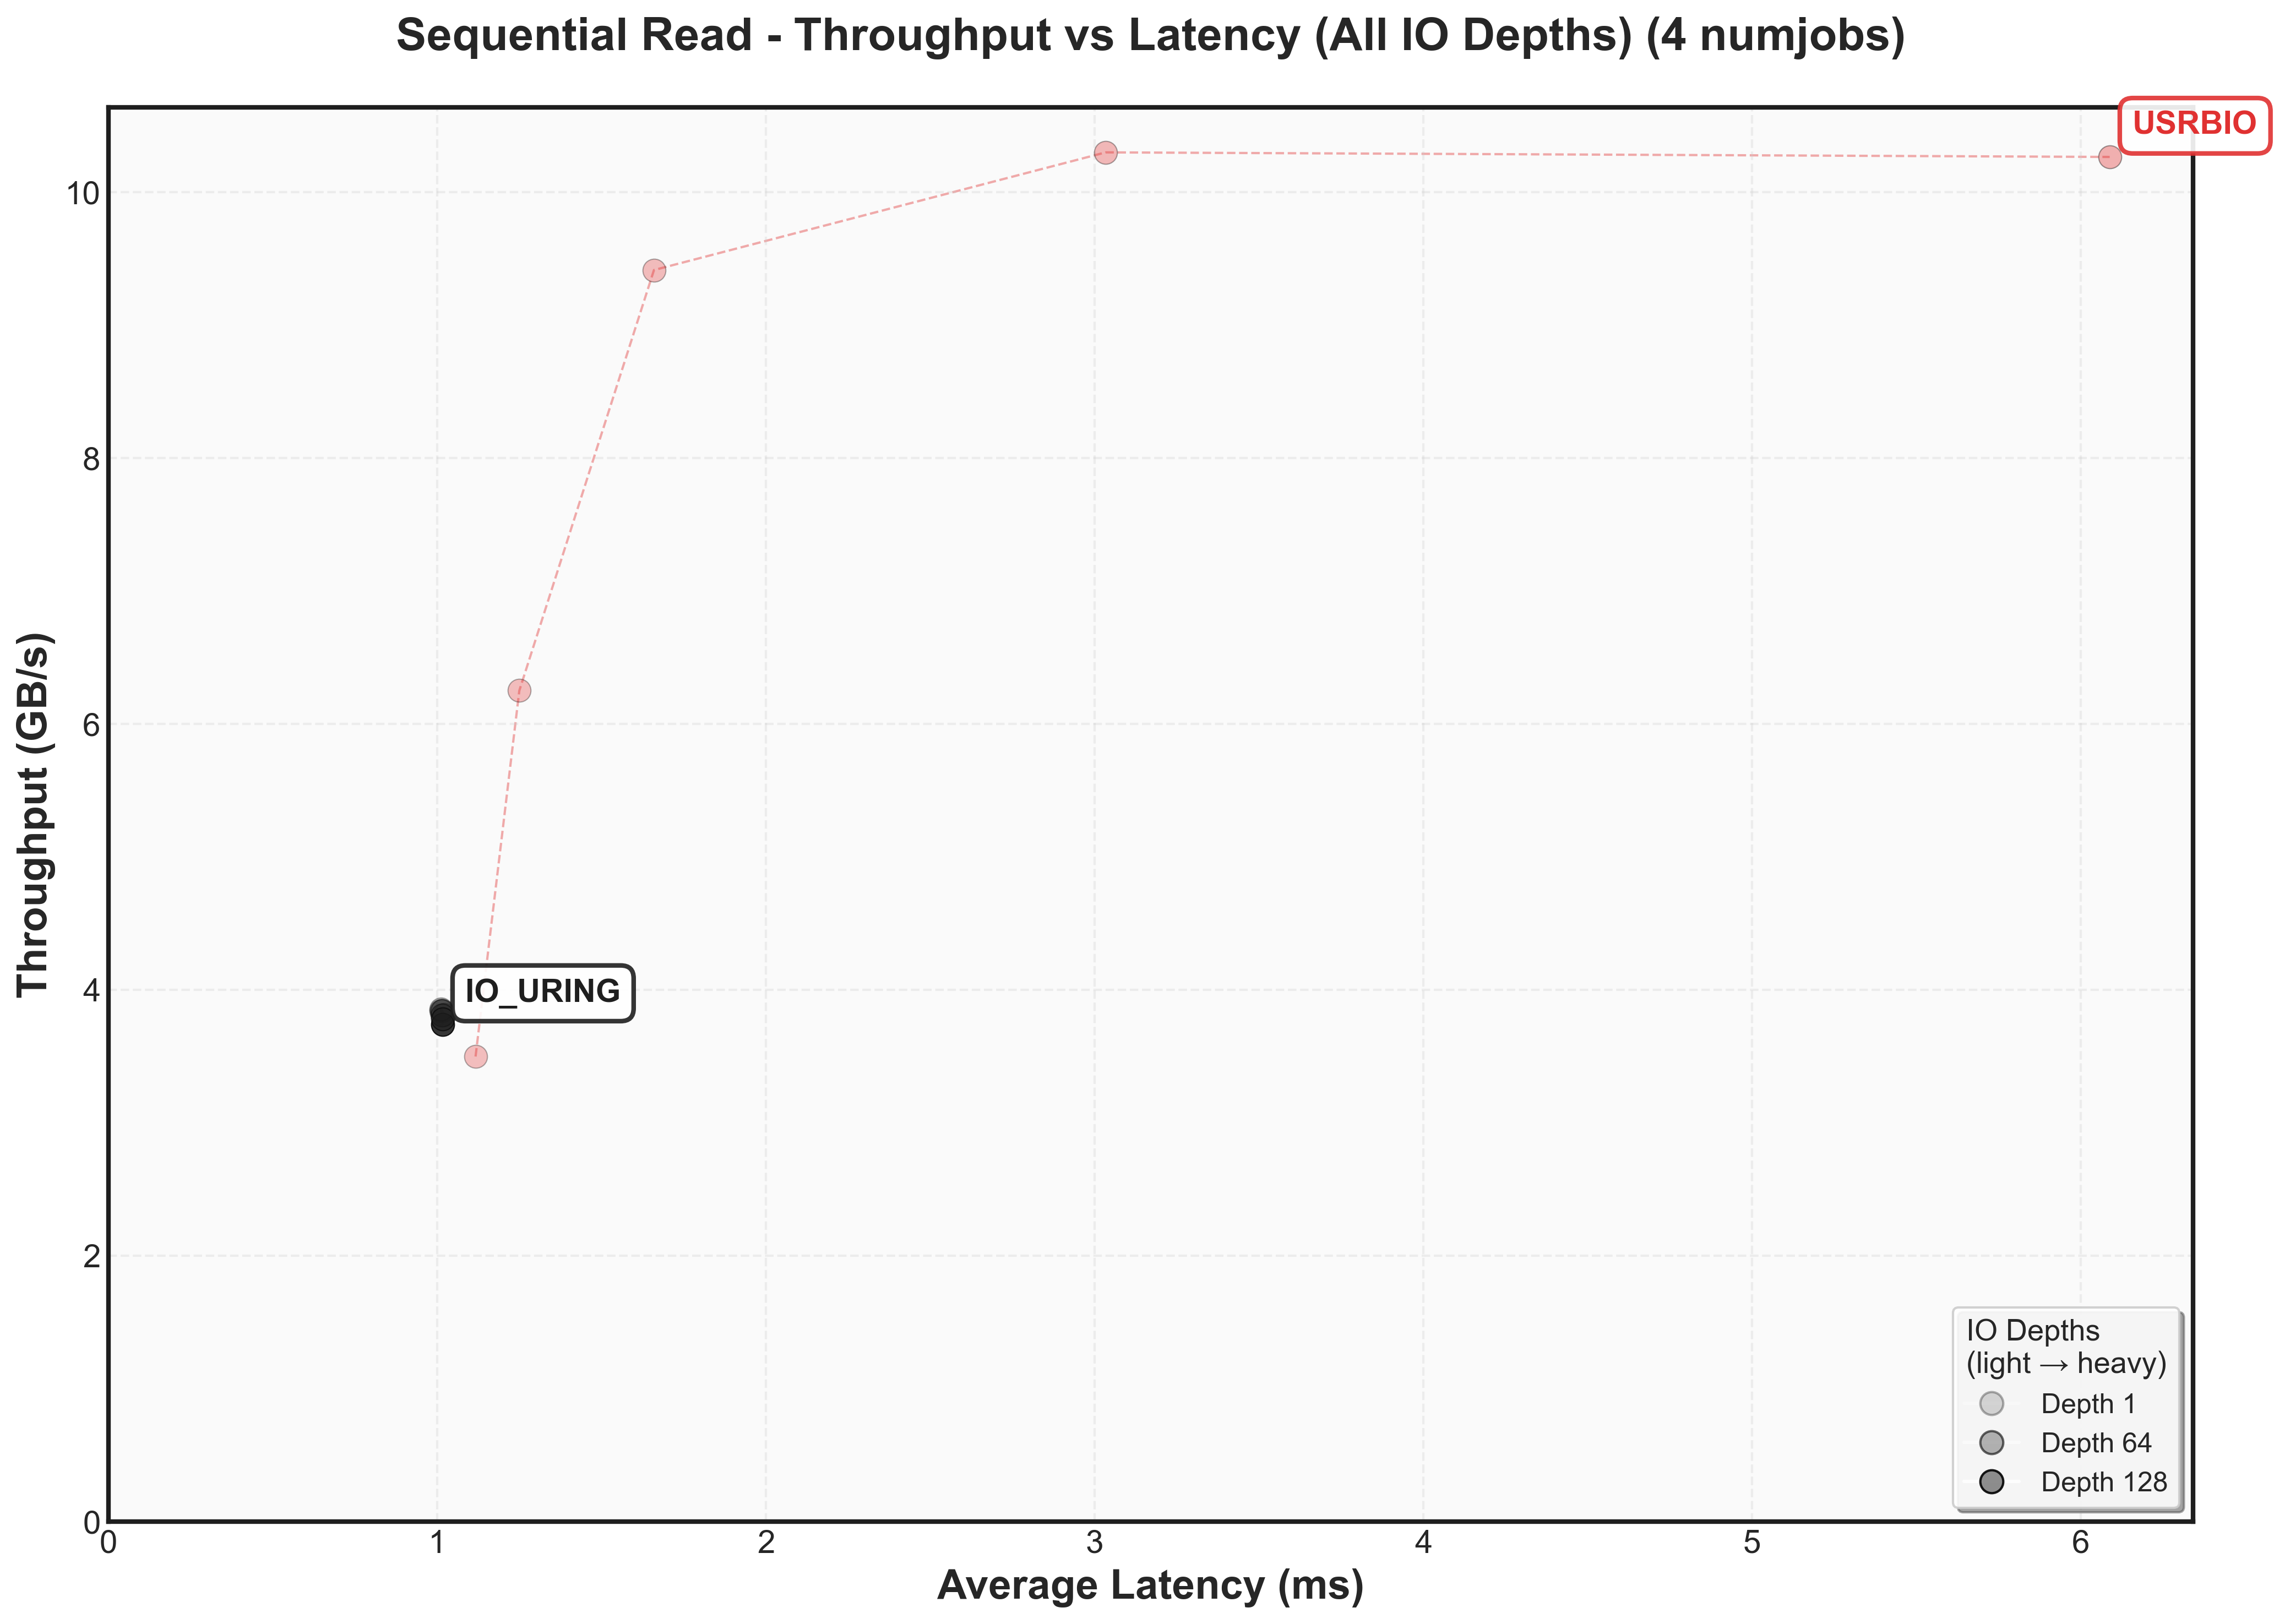 Sequential Read - Throughput vs Latency (All IO Depths) (4 numjobs)
USRBIO
10
8
6
4
2
0
Throughput (GB/s)
IO_URING
IO Depths
(light → heavy)
Depth 1
Depth 64
Depth 128
0 1 2 3 4 5 6
Average Latency (ms)